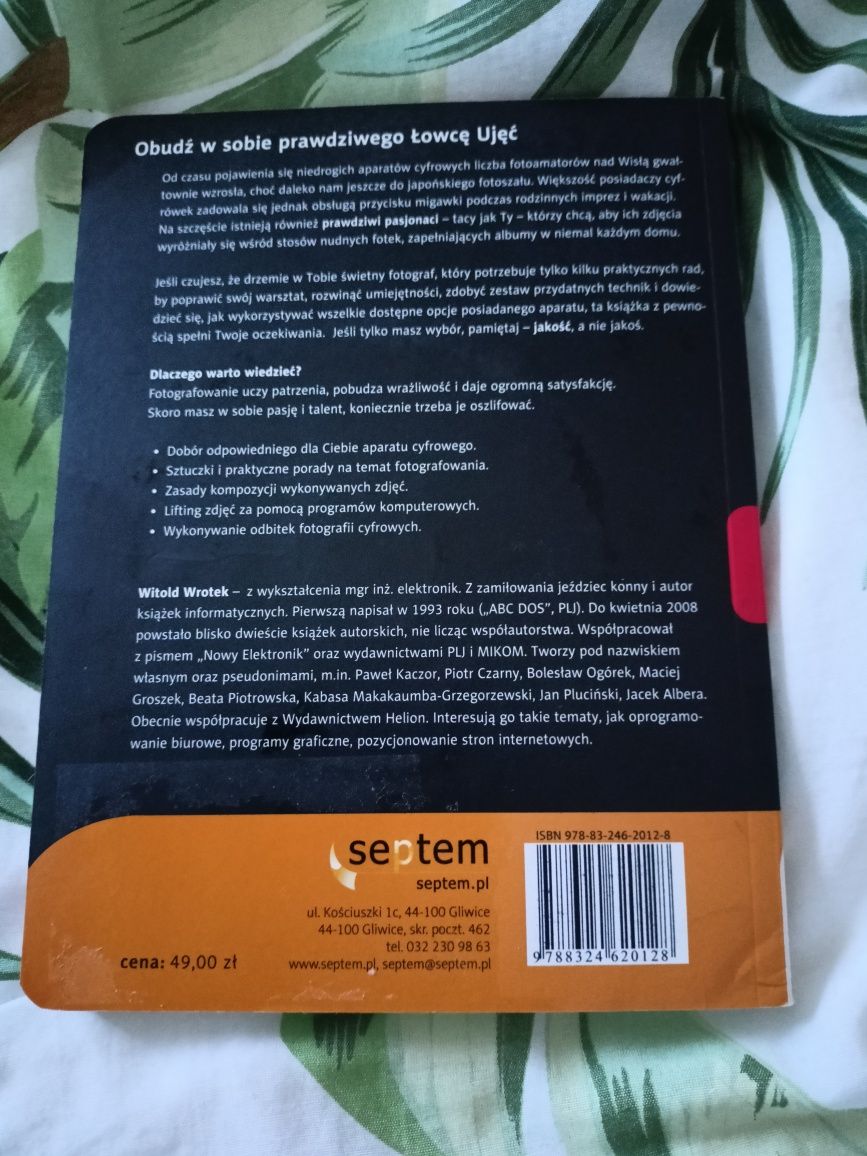 Obudź w sobie prawdziwego Łowcę Ujęć
Od czasu pojawienia się niedrogich aparatów cyfrowych liczba fotoamatorów nad Wisłą gwał-
townie wzrosła, choć daleko nam jeszcze do japońskiego fotoszału. Większość posiadaczy cyf-
rówek zadowala się jednak obsługą przycisku migawki podczas rodzinnych imprez i wakacji.
Na szczęście istnieją również prawdziwi pasjonaci – tacy jak Ty – którzy chcą, aby ich zdjęcia
wyróżniały się wśród stosów nudnych fotek, zapełniających albumy w niemal każdym domu.
Jeśli czujesz, że drzemie w Tobie świetny fotograf, który potrzebuje tylko kilku praktycznych rad,
by poprawić swój warsztat, rozwinąć umiejętności, zdobyć zestaw przydatnych technik i dowie-
dzieć się, jak wykorzystywać wszelkie dostępne opcje posiadanego aparatu, ta książka z pewno-
ścią spełni Twoje oczekiwania. Jeśli tylko masz wybór, pamiętaj – jakość, a nie jakoś.
Dlaczego warto wiedzieć?
Fotografowanie uczy patrzenia, pobudza wrażliwość i daje ogromną satysfakcję.
Skoro masz w sobie pasję i talent, koniecznie trzeba je oszlifować.
• Dobór odpowiedniego dla Ciebie aparatu cyfrowego.
• Sztuczki i praktyczne porady na temat fotografowania.
• Zasady kompozycji wykonywanych zdjęć.
• Lifting zdjęć za pomocą programów komputerowych.
• Wykonywanie odbitek fotografii cyfrowych.
Witold Wrotek – z wykształcenia mgr inż. elektronik. Z zamiłowania jeździec konny i autor
książek informatycznych. Pierwszą napisał w 1993 roku („ABC DOS”, PLJ). Do kwietnia 2008
powstało blisko dwieście książek autorskich, nie licząc współautorstwa. Współpracował
z pismem „Nowy Elektronik” oraz wydawnictwami PLJ i MIKOM. Tworzy pod nazwiskiem
własnym oraz pseudonimami, m.in. Paweł Kaczor, Piotr Czarny, Bolesław Ogórek, Maciej
Groszek, Beata Piotrowska, Kabasa Makakaumba-Grzegorzewski, Jan Pluciński, Jacek Albera.
Obecnie współpracuje z Wydawnictwem Helion. Interesują go takie tematy, jak oprogramo-
wanie biurowe, programy graficzne, pozycjonowanie stron internetowych.
septem
septem.pl
ul. Kościuszki 1c, 44-100 Gliwice
44-100 Gliwice, skr. poczt. 462
tel. 032 230 98 63
www.septem.pl, septem@septem.pl
cena: 49,00 zł
ISBN 978-83-246-2012-8
9 788324 620128